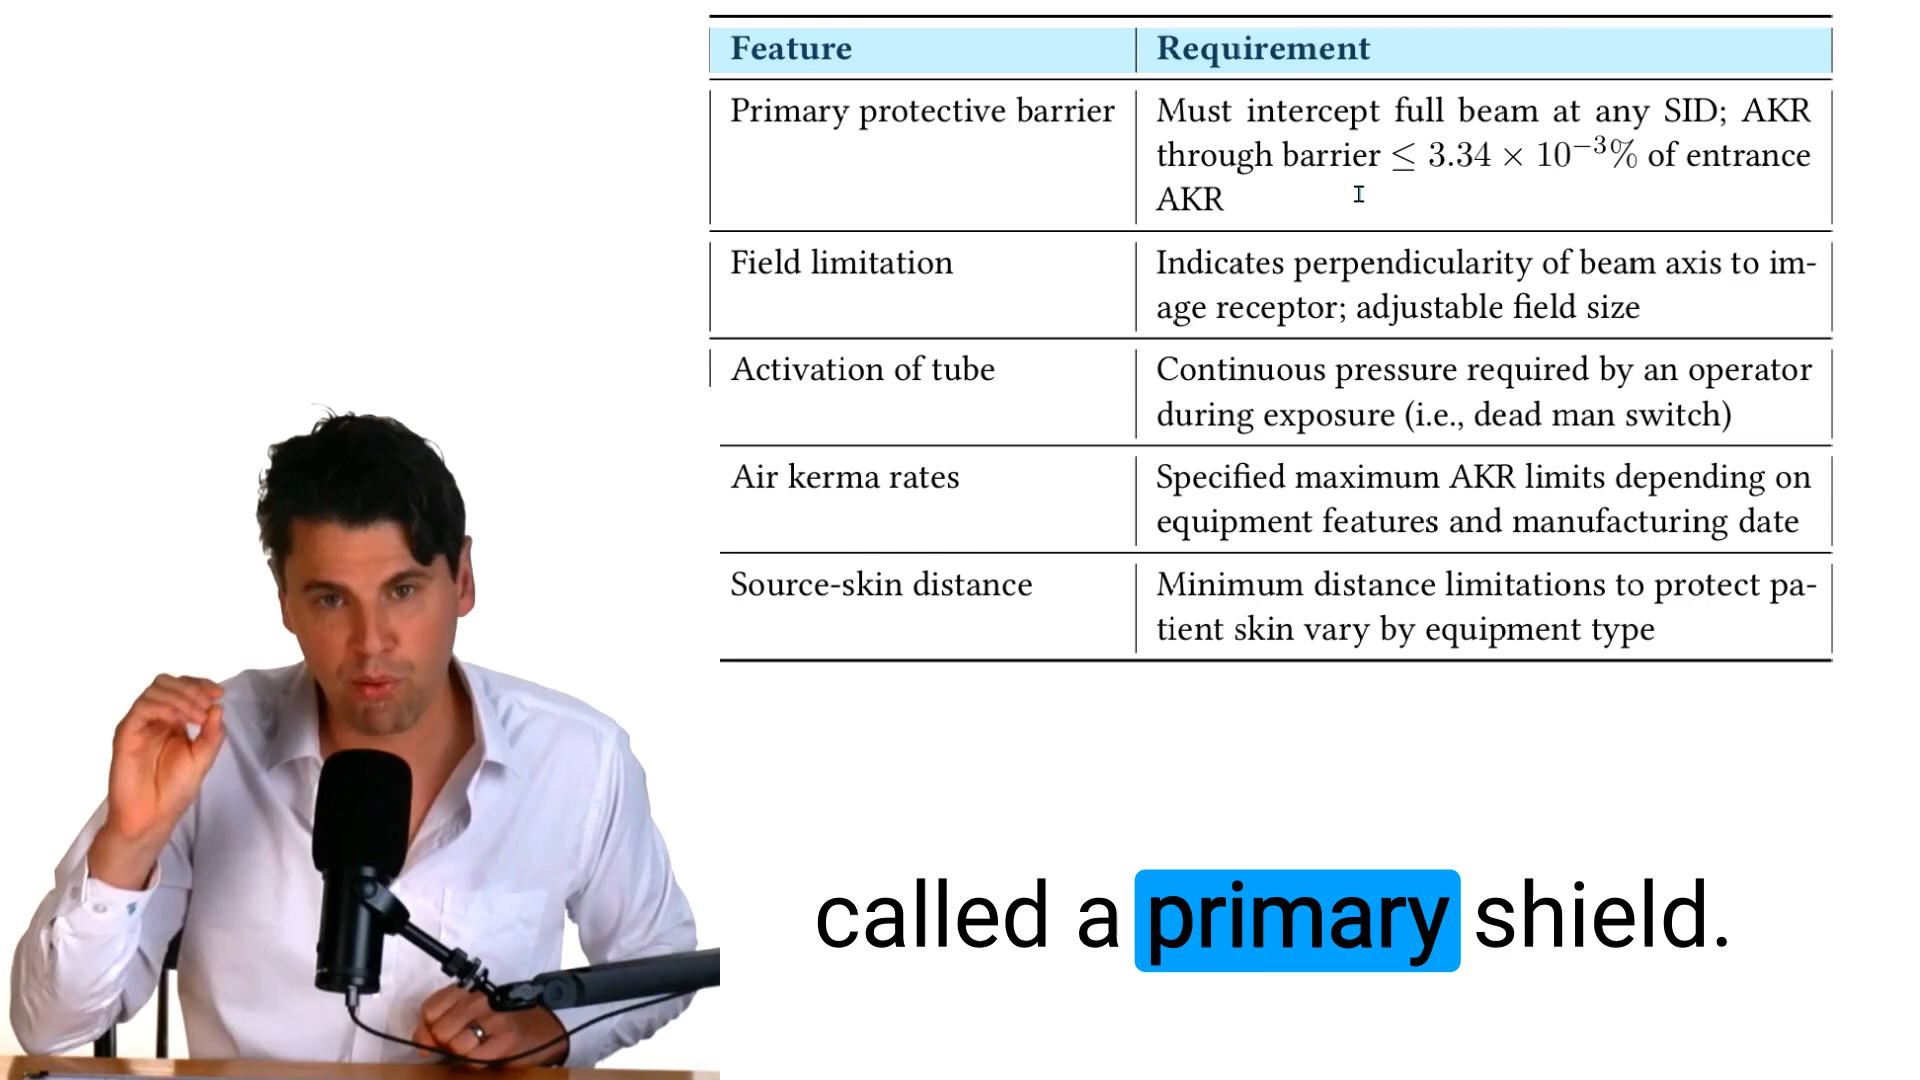 Feature Requirement
Primary protective barrier Must intercept full beam at any SID; AKR
through barrier ≤ 3.34 × 10⁻³% of entrance
AKR
Field limitation Indicates perpendicularity of beam axis to im-
age receptor; adjustable field size
Activation of tube Continuous pressure required by an operator
during exposure (i.e., dead man switch)
Air kerma rates Specified maximum AKR limits depending on
equipment features and manufacturing date
Source-skin distance Minimum distance limitations to protect pa-
tient skin vary by equipment type
called a primary shield.